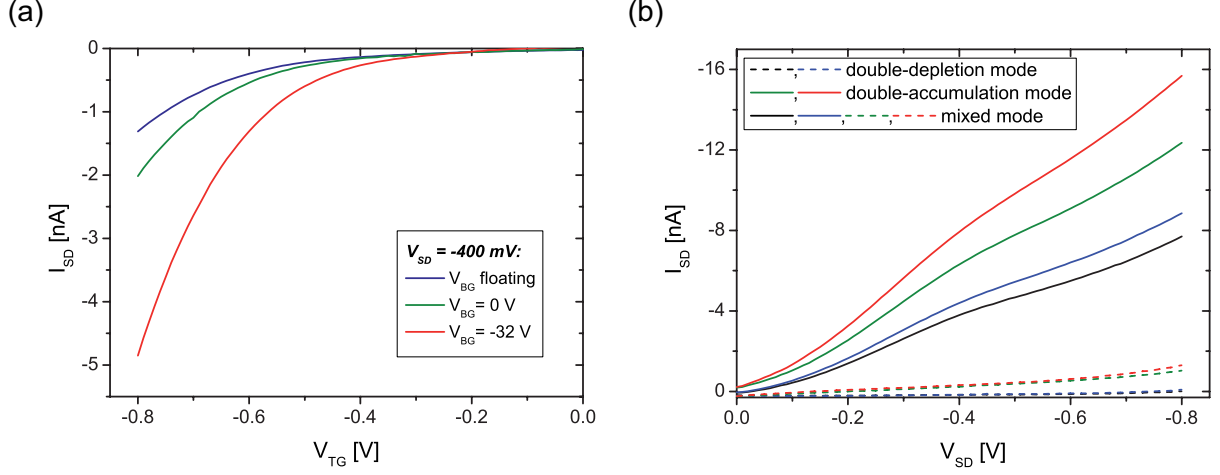 (a)
0
-1
-2
-3
-4
-5
I_SD [nA]
-0.8 -0.6 -0.4 -0.2 0.0
V_TG [V]
V_SD = -400 mV:
V_BG floating
V_BG = 0 V
V_BG = -32 V
(b)
-16
-12
-8
-4
0
I_SD [nA]
0.0 -0.2 -0.4 -0.6 -0.8
V_SD [V]
, double-depletion mode
, double-accumulation mode
, , , mixed mode